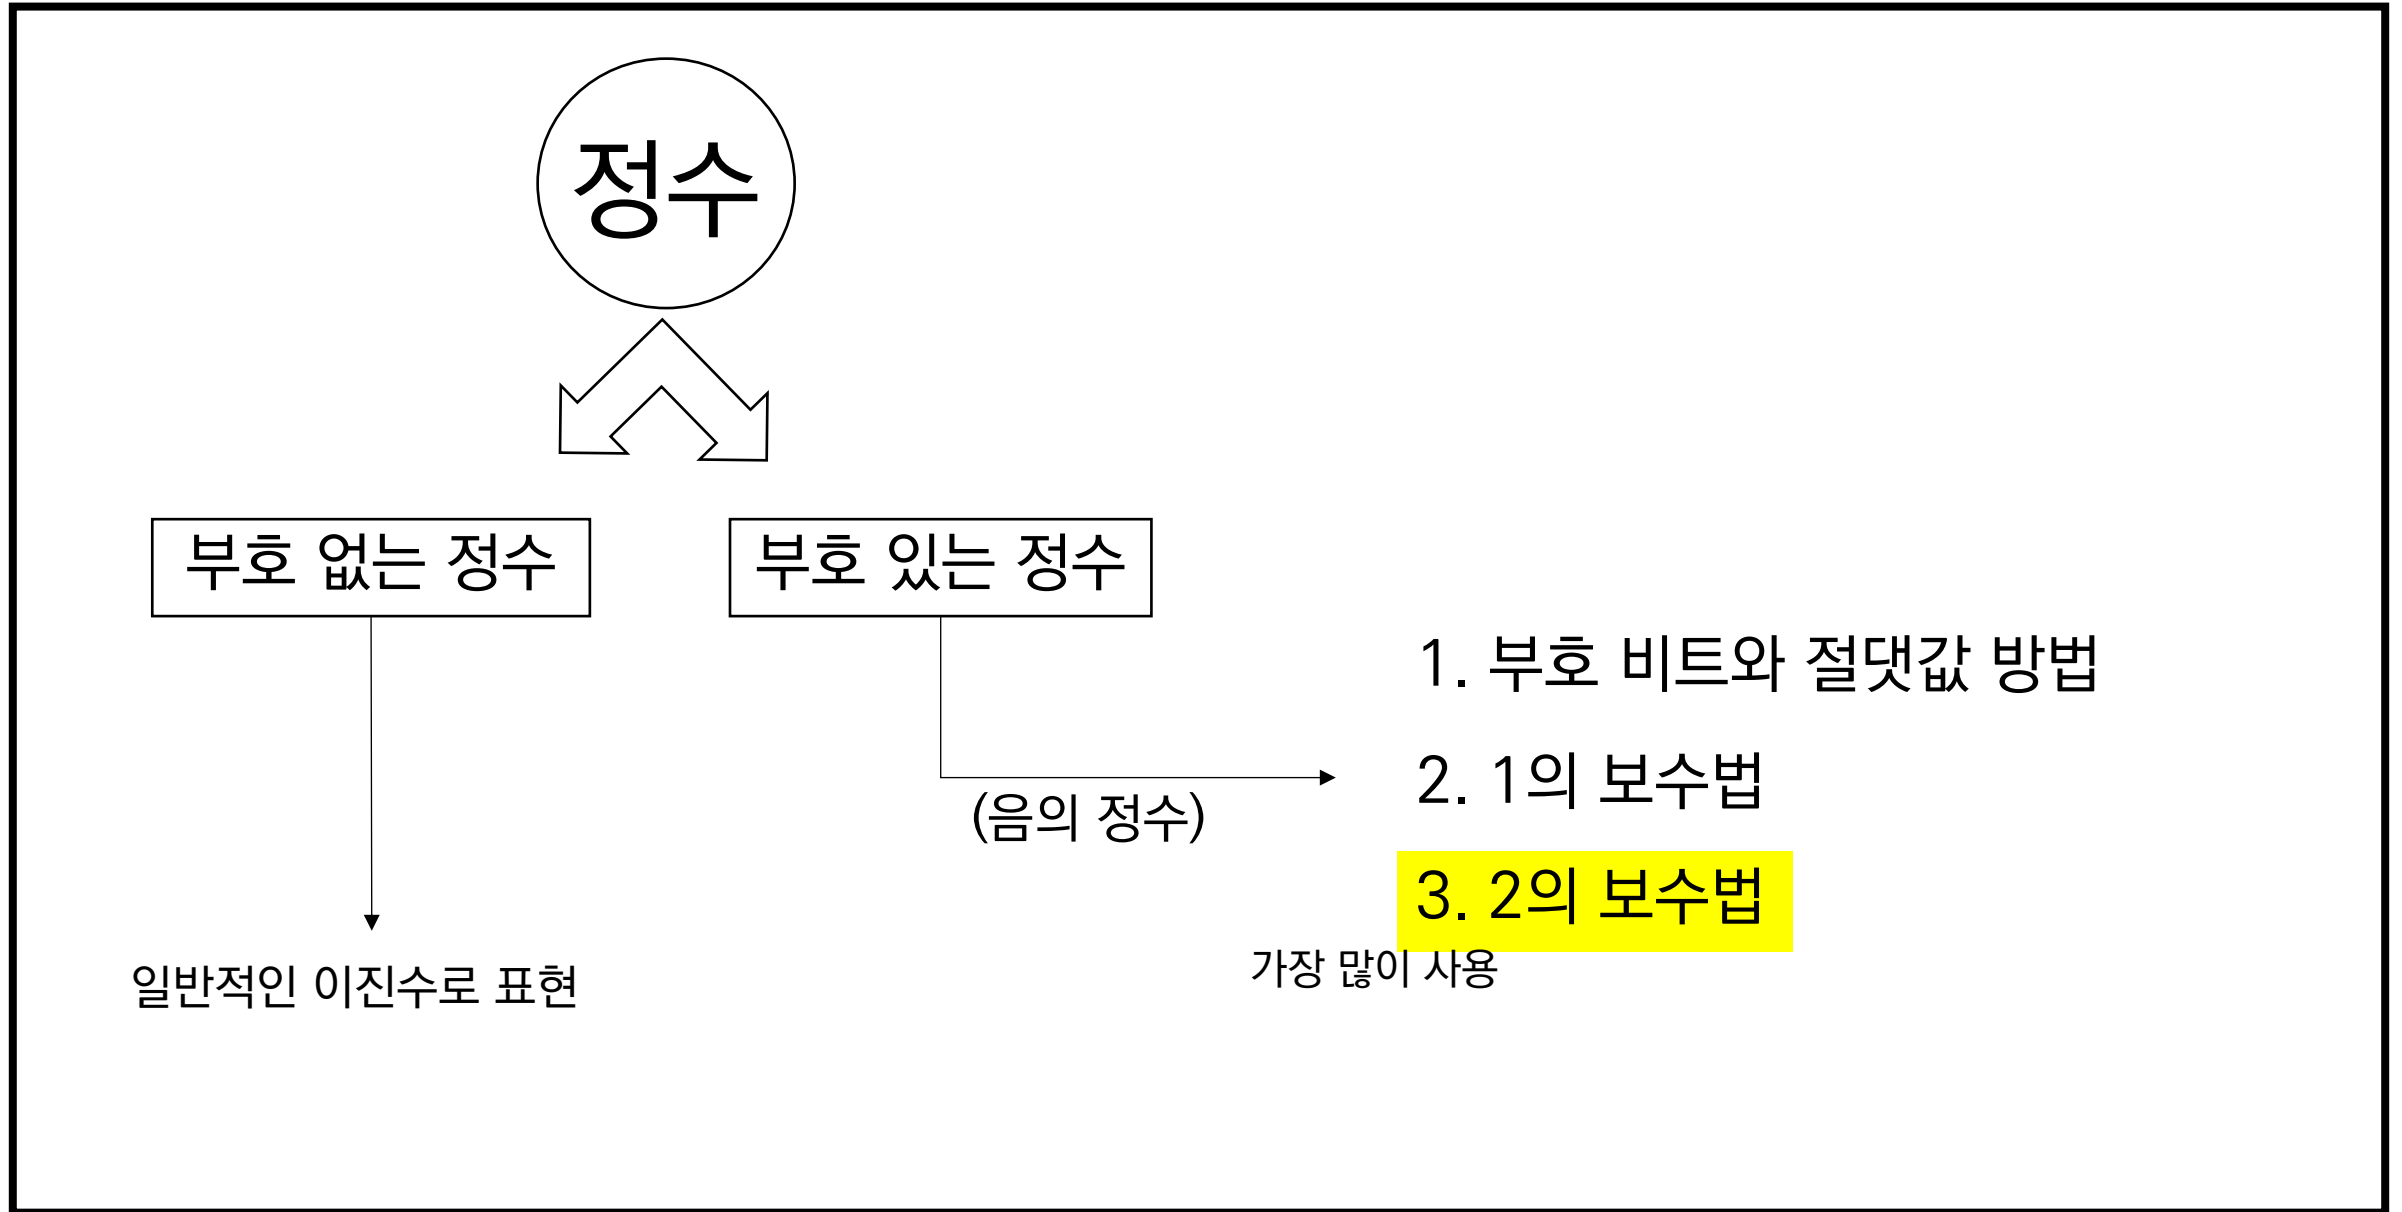 정수
부호 없는 정수
부호 있는 정수
1. 부호 비트와 절댓값 방법
2. 1의 보수법
(음의 정수)
3. 2의 보수법
가장 많이 사용
일반적인 이진수로 표현